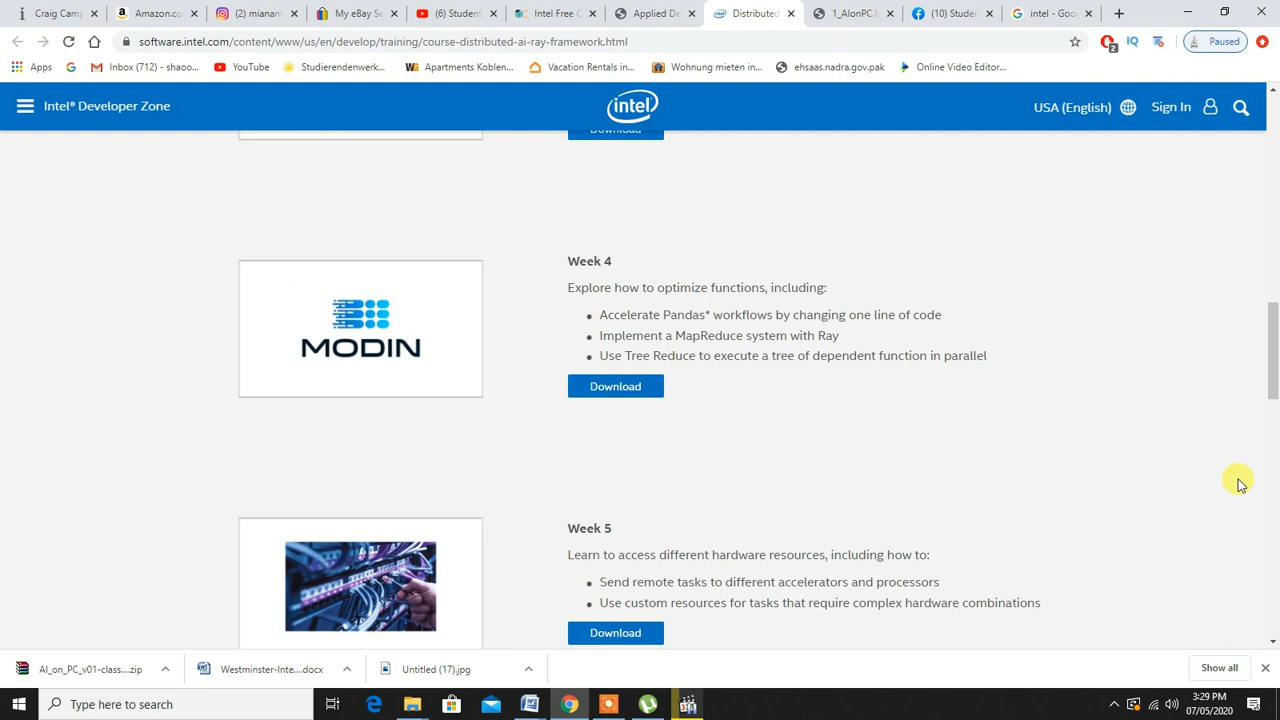 Craig Camp
Amazon.co
mianam
My eBay Se
(6) Student
Intel Free C
Applied De
Distributed
1_AIonPC.i
(10) Studen
intel - Goo
software.intel.com/content/www/us/en/develop/training/course-distributed-ai-ray-framework.html
2
IQ
Paused
Apps
G
Inbox (712) - shaoo...
YouTube
Studierendenwerk...
Apartments Koblen...
Vacation Rentals in...
Wohnung mieten in...
ehsaas.nadra.gov.pak
Online Video Editor...
Intel® Developer Zone
intel
USA (English)
Sign In
Download
Week 4
Explore how to optimize functions, including:
Accelerate Pandas* workflows by changing one line of code
Implement a MapReduce system with Ray
Use Tree Reduce to execute a tree of dependent function in parallel
MODIN
Download
Week 5
Learn to access different hardware resources, including how to:
Send remote tasks to different accelerators and processors
Use custom resources for tasks that require complex hardware combinations
Download
AI_on_PC_v01-class....zip
Westminster-Inte....docx
Untitled (17).jpg
Show all
Type here to search
3:29 PM
07/05/2020